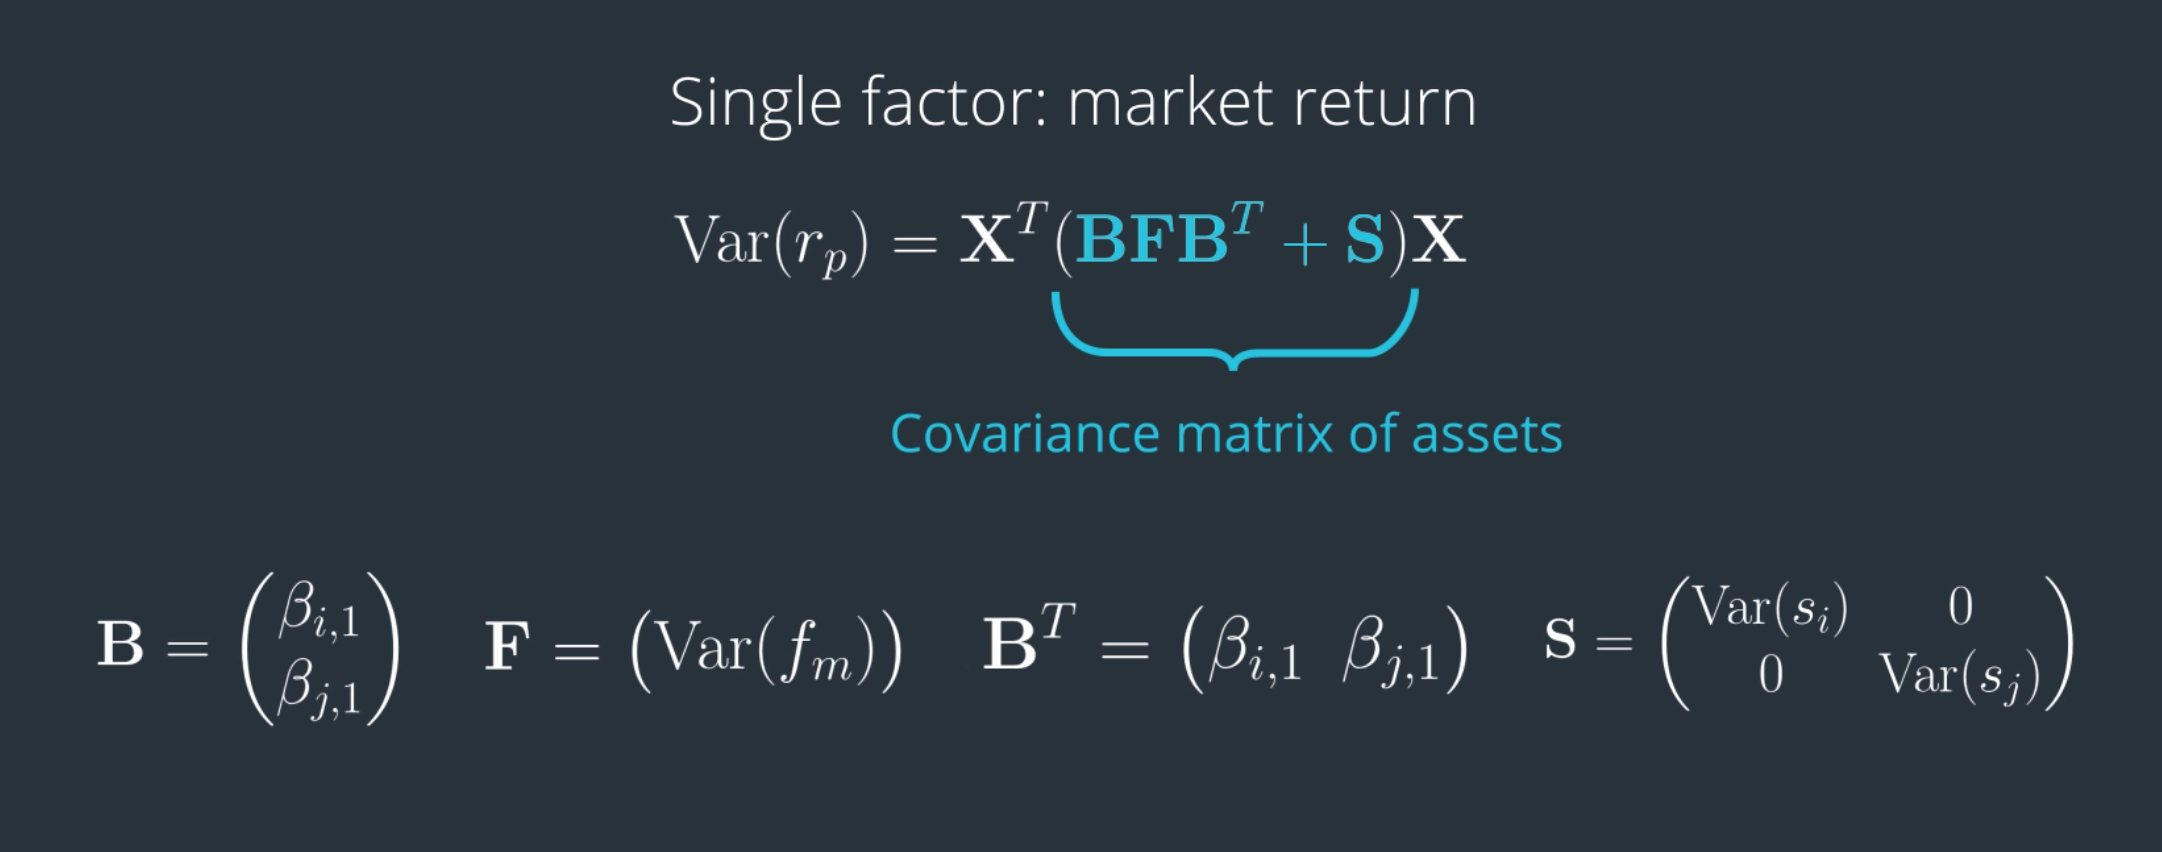 Single factor: market return
Var(r_p) = X^T(BFB^T + S)X
Covariance matrix of assets
B = (β_{i,1} β_{j,1}) F = (Var(f_m)) B^T = (β_{i,1} β_{j,1}) S = (Var(s_i) 0 0 Var(s_j))